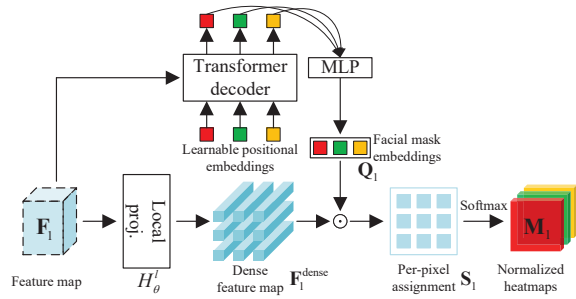 Transformer
decoder
MLP
Learnable positional
embeddings
Facial mask
embeddings
Q₁
F₁
Local
proj.
Softmax
M₁
Feature map
H_θ^l
Dense
feature map
F₁^dense
Per-pixel
assignment
S₁
Normalized
heatmaps